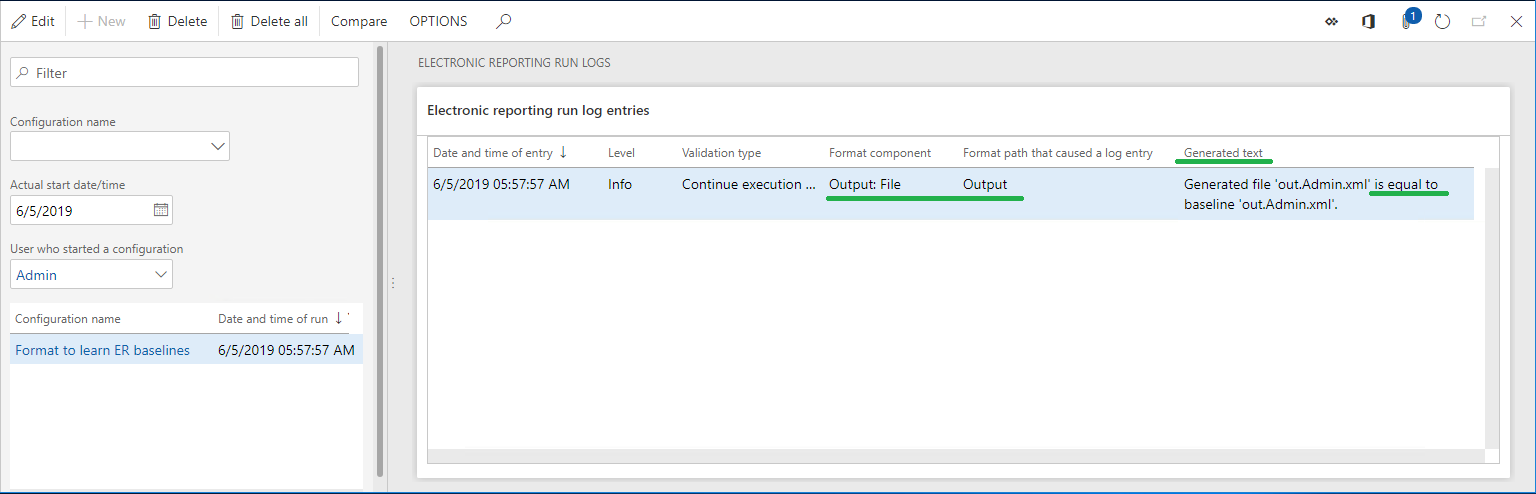 Edit
New
Delete
Delete all
Compare
OPTIONS
1
Filter
Configuration name
Actual start date/time
6/5/2019
User who started a configuration
Admin
Configuration name Date and time of run
Format to learn ER baselines 6/5/2019 05:57:57 AM
ELECTRONIC REPORTING RUN LOGS
Electronic reporting run log entries
Date and time of entry Level Validation type Format component Format path that caused a log entry Generated text
6/5/2019 05:57:57 AM Info Continue execution ... Output: File Output Generated file 'out.Admin.xml' is equal to
baseline 'out.Admin.xml'.